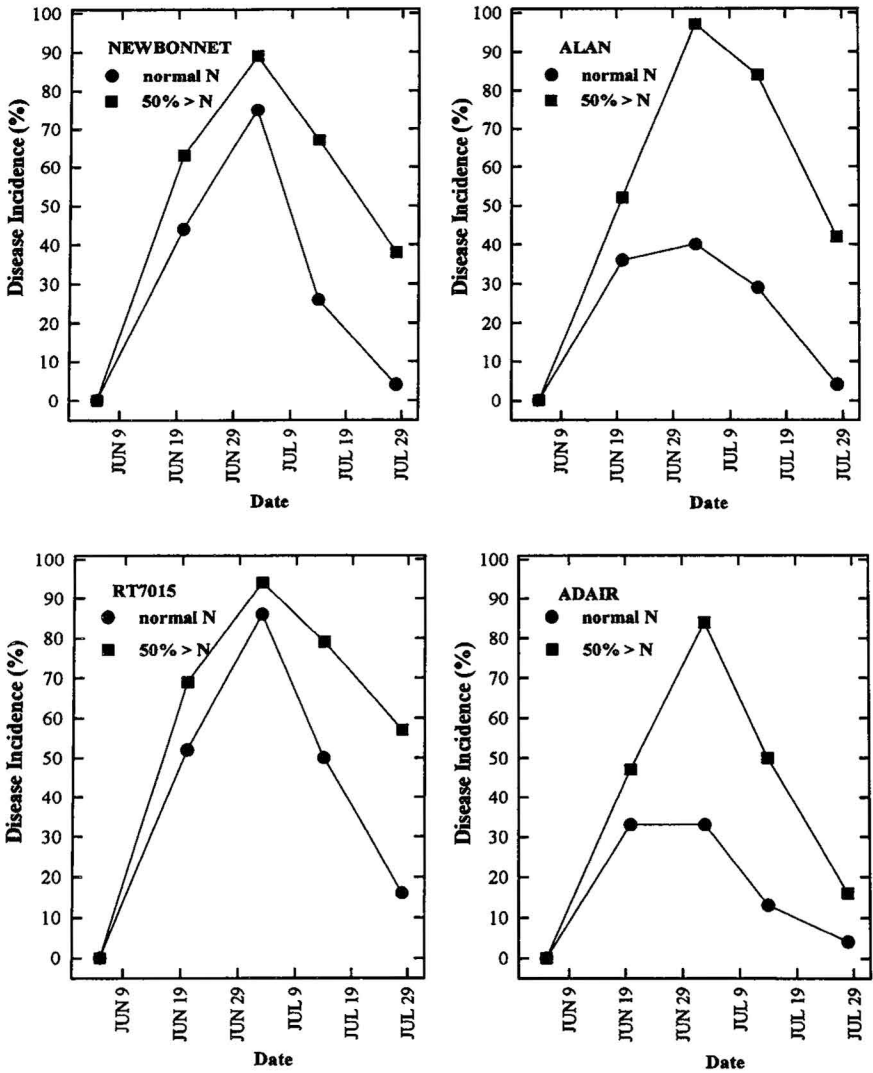 NEWBONNET
normal N
50% > N
Disease Incidence (%)
100
90
80
70
60
50
40
30
20
10
0
JUN 9
JUN 19
JUN 29
JUL 9
JUL 19
JUL 29
Date
ALAN
normal N
50% > N
Disease Incidence (%)
100
90
80
70
60
50
40
30
20
10
0
JUN 9
JUN 19
JUN 29
JUL 9
JUL 19
JUL 29
Date
RT7015
normal N
50% > N
Disease Incidence (%)
100
90
80
70
60
50
40
30
20
10
0
JUN 9
JUN 19
JUN 29
JUL 9
JUL 19
JUL 29
Date
ADAIR
normal N
50% > N
Disease Incidence (%)
100
90
80
70
60
50
40
30
20
10
0
JUN 9
JUN 19
JUN 29
JUL 9
JUL 19
JUL 29
Date